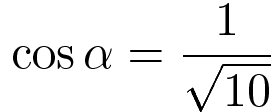 cos α = 1/√10